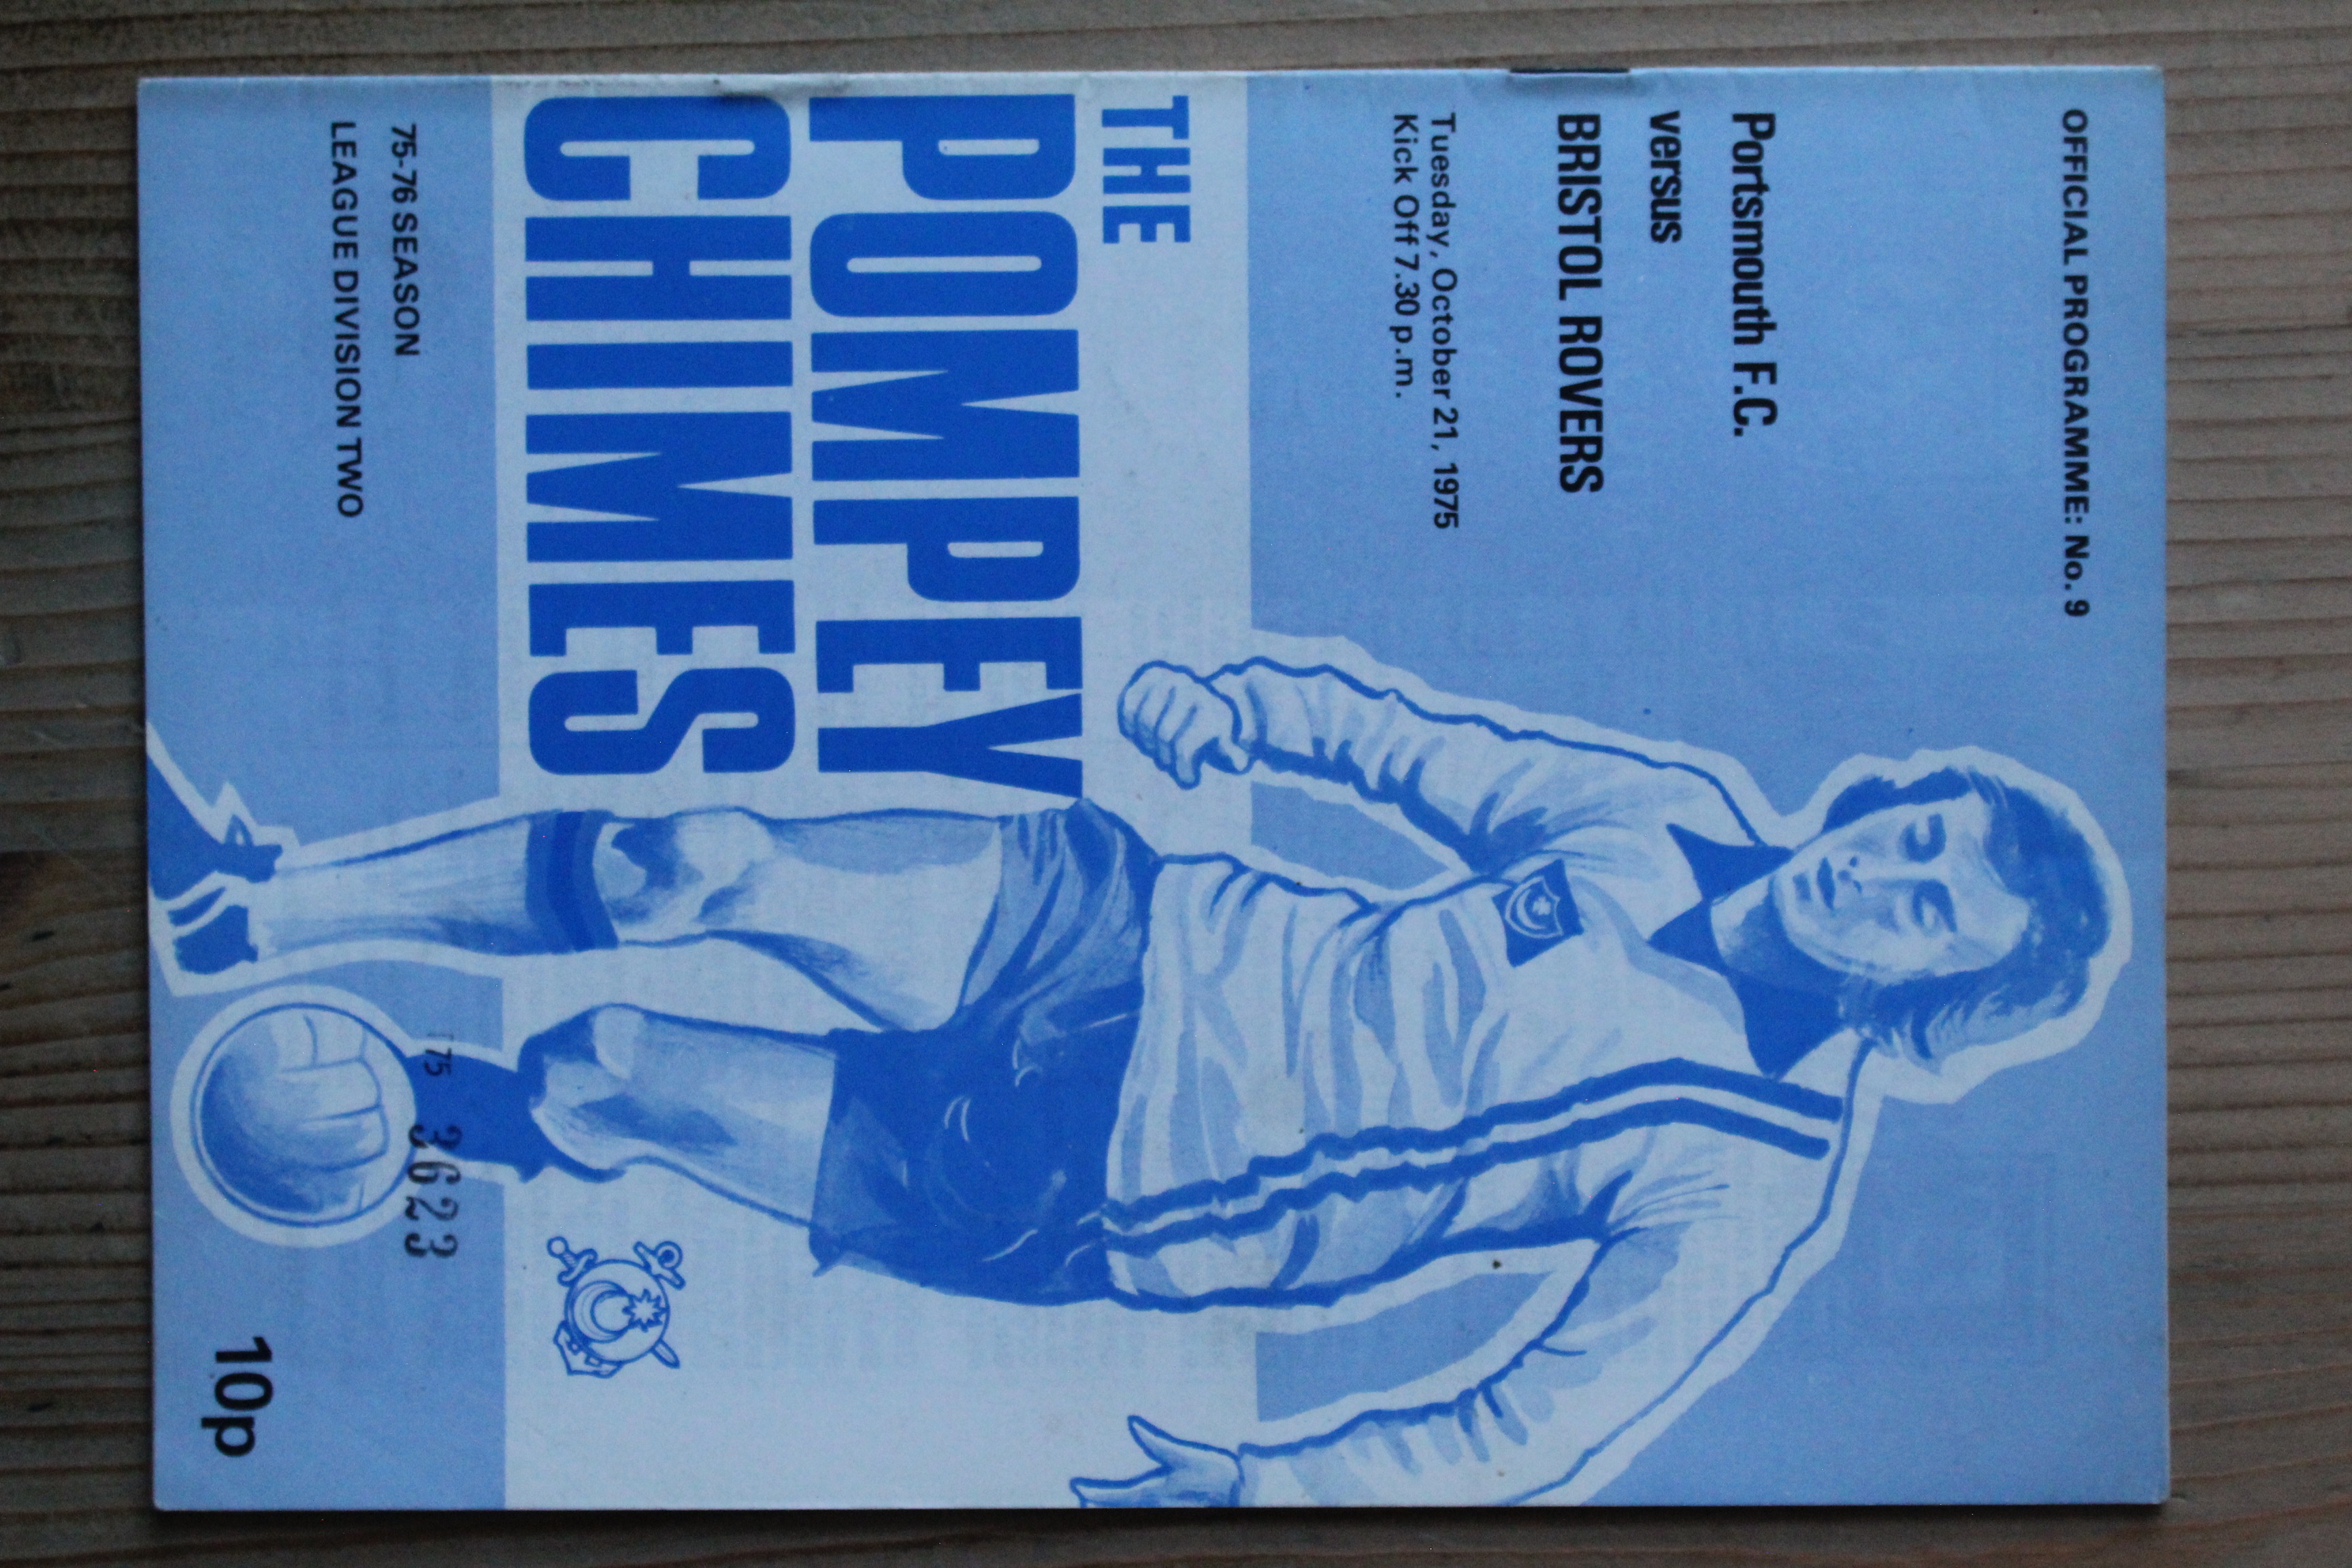 OFFICIAL PROGRAMME: No. 9
Portsmouth F.C.
versus
BRISTOL ROVERS
Tuesday, October 21, 1975
Kick Off 7.30 p.m.
THE
POMPEY
CHIMES
75-76 SEASON
LEAGUE DIVISION TWO
75 3623
10p